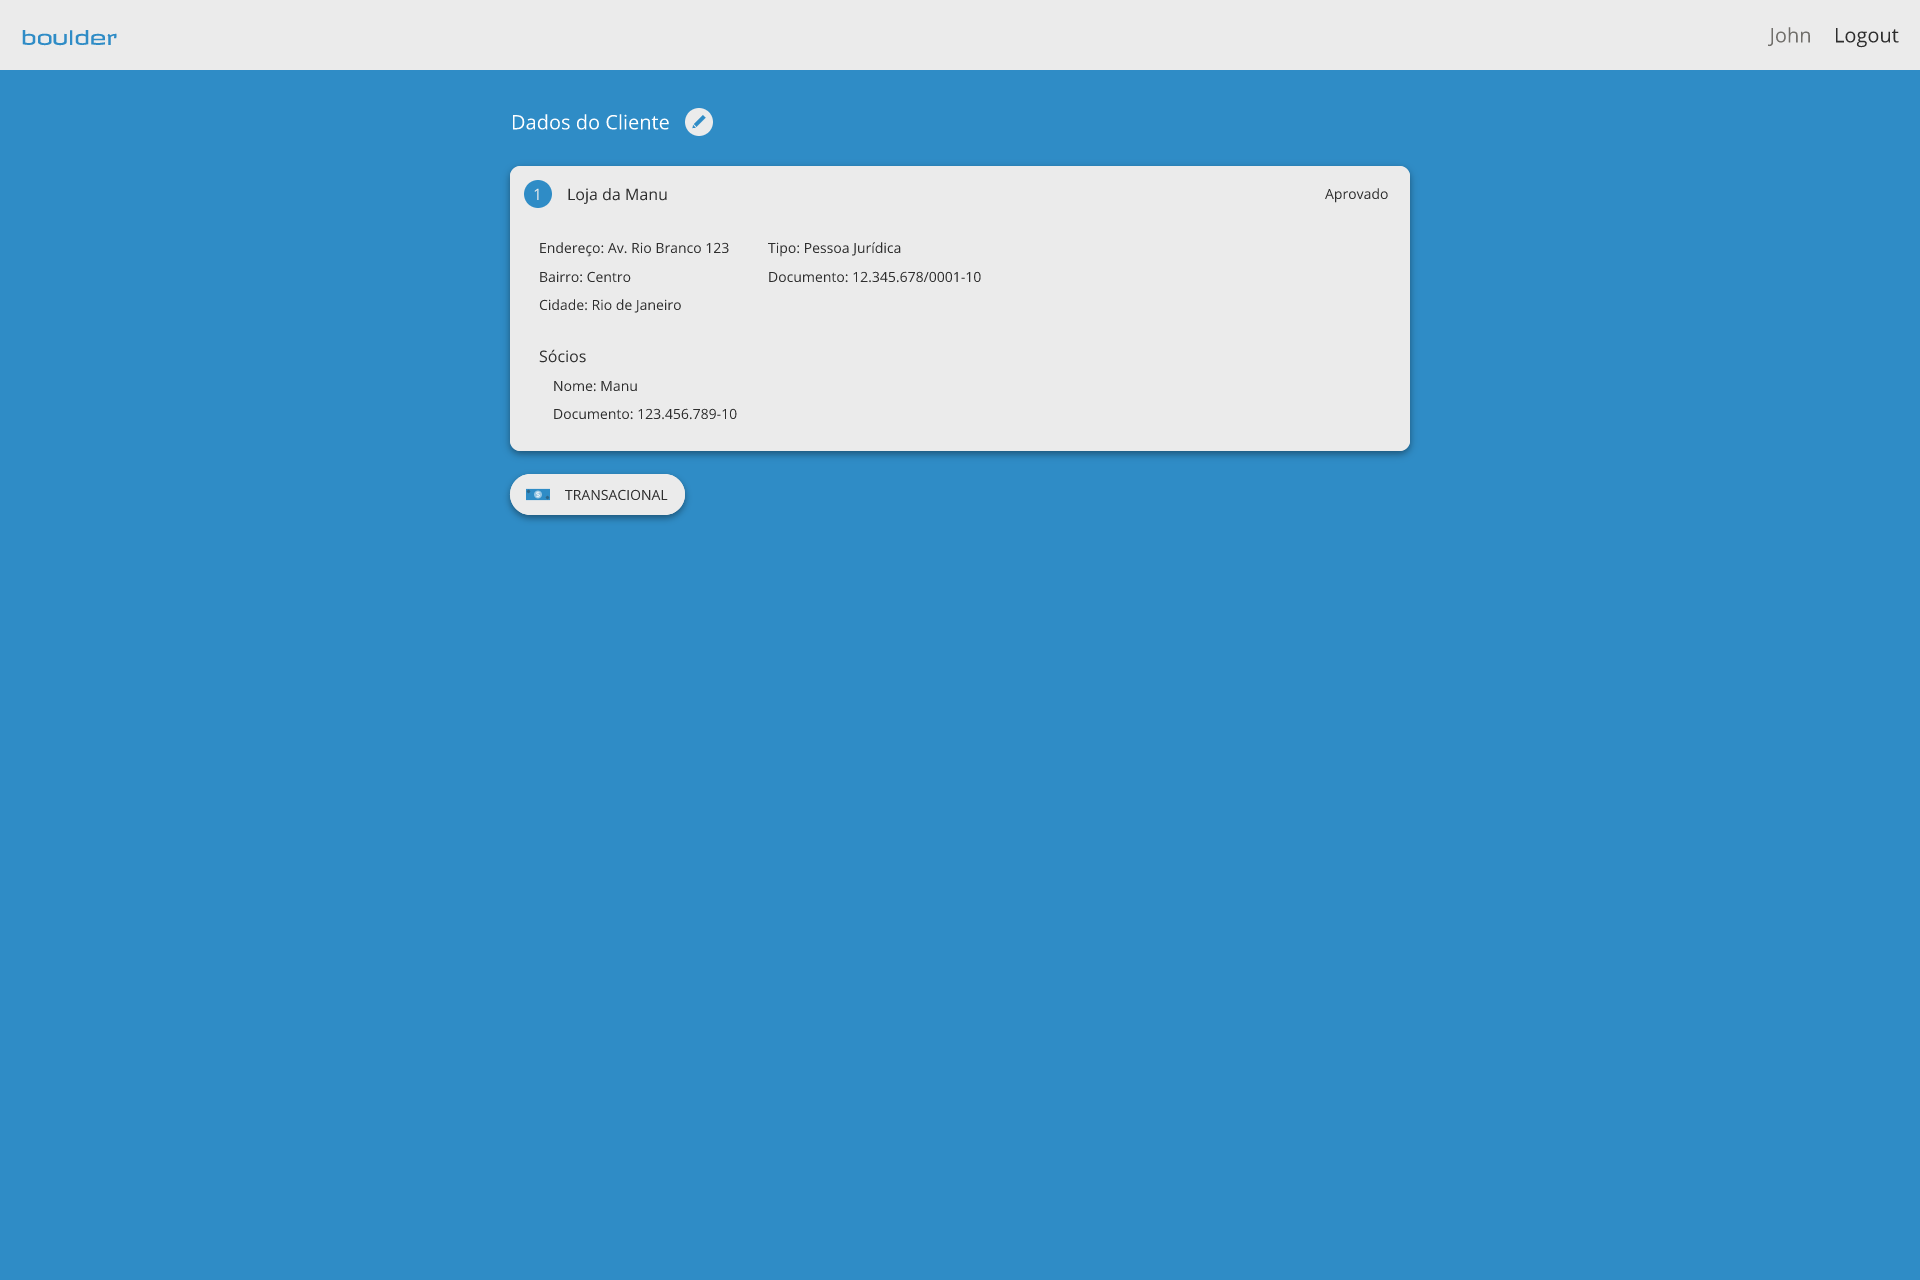 boulder
John Logout
Dados do Cliente
1 Loja da Manu Aprovado
Endereço: Av. Rio Branco 123 Tipo: Pessoa Jurídica
Bairro: Centro Documento: 12.345.678/0001-10
Cidade: Rio de Janeiro
Sócios
Nome: Manu
Documento: 123.456.789-10
TRANSACIONAL